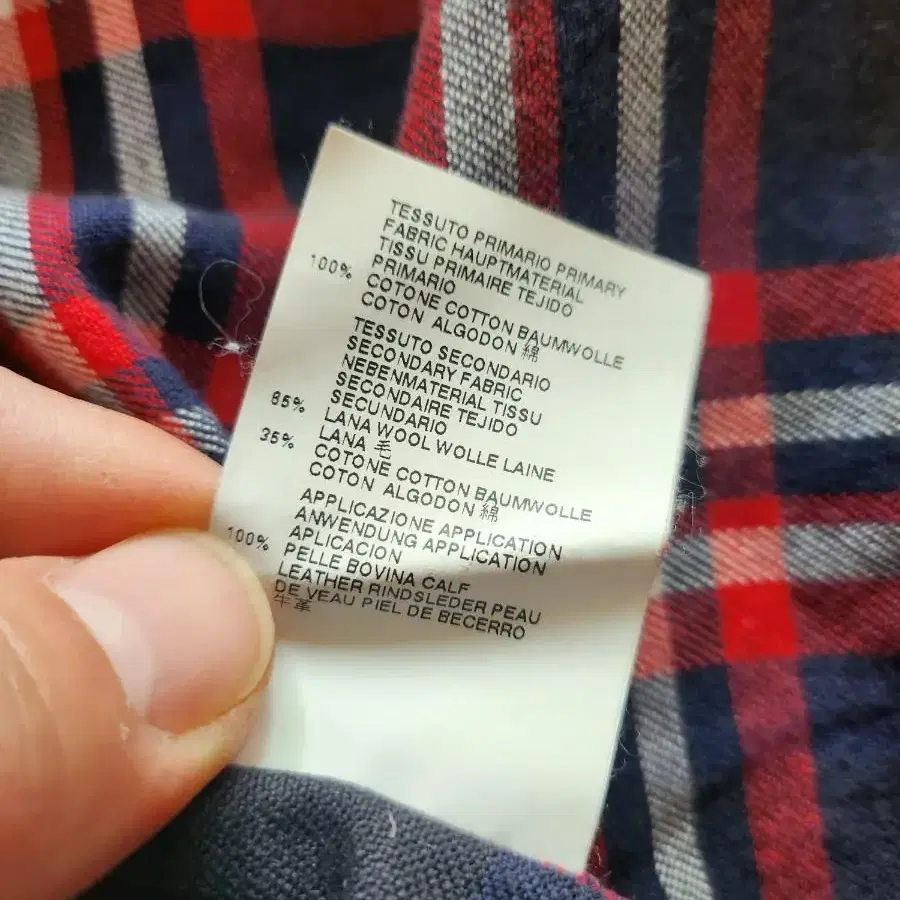 TESSUTO PRIMARIO PRIMARY
FABRIC HAUPTMATERIAL
TISSU PRIMAIRE TEJIDO
PRIMARIO
100% COTONE COTTON BAUMWOLLE
COTON ALGODON 綿
TESSUTO SECONDARIO
SECONDARY FABRIC
NEBENMATERIAL TISSU
SECONDAIRE TEJIDO
SECUNDARIO
65% LANA WOOL WOLLE LAINE
LANA 毛
35% COTONE COTTON BAUMWOLLE
COTON ALGODON 綿
APPLICAZIONE APPLICATION
ANWENDUNG APPLICATION
APLICACION
100% PELLE BOVINA CALF
LEATHER RINDSLEDER PEAU
DE VEAU PIEL DE BECERRO
牛革